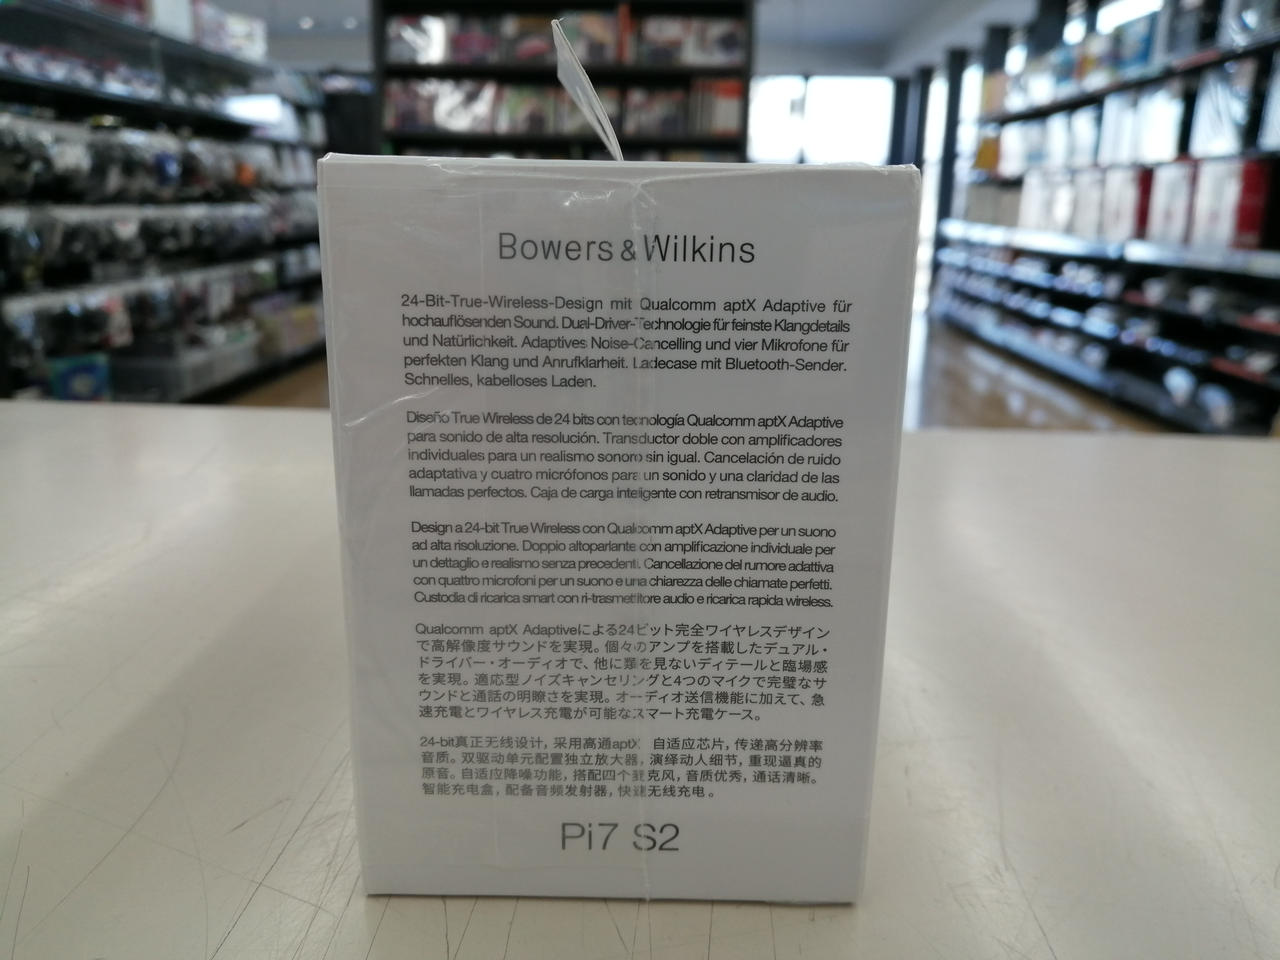 Bowers & Wilkins
24-Bit-True-Wireless-Design mit Qualcomm aptX Adaptive für
hochauflösenden Sound. Dual-Driver-Technologie für feinste Klangdetails
und Natürlichkeit. Adaptives Noise-Cancelling und vier Mikrofone für
perfekten Klang und Anrufklarheit. Ladecase mit Bluetooth-Sender.
Schnelles, kabelloses Laden.
Diseño True Wireless de 24 bits con tecnología Qualcomm aptX Adaptive
para sonido de alta resolución. Transductor doble con amplificadores
individuales para un realismo sonoro sin igual. Cancelación de ruido
adaptativa y cuatro micrófonos para un sonido y una claridad de las
llamadas perfectos. Caja de carga inteligente con retransmisor de audio.
Design a 24-bit True Wireless con Qualcomm aptX Adaptive per un suono
ad alta risoluzione. Doppio altoparlante con amplificazione individuale per
un dettaglio e realismo senza precedenti. Cancellazione del rumore adattiva
con quattro microfoni per un suono e una chiarezza delle chiamate perfetti.
Custodia di ricarica smart con ri-trasmettitore audio e ricarica rapida wireless.
Qualcomm aptX Adaptiveによる24ビット完全ワイヤレスデザイン
で高解像度サウンドを実現。個々のアンプを搭載したデュアル・
ドライバー・オーディオで、他に類を見ないディテールと臨場感
を実現。適応型ノイズキャンセリングと4つのマイクで完璧なサ
ウンドと通話の明瞭さを実現。オーディオ送信機能に加えて、急
速充電とワイヤレス充電が可能なスマート充電ケース。
24-bit真正无线设计，采用高通aptX 自适应芯片，传递高分辨率
音质。双驱动单元配置独立放大器，演绎动人细节，重现逼真的
原音。自适应降噪功能，搭配四个麦克风，音质优秀，通话清晰。
智能充电盒，配备音频发射器，快速无线充电。
Pi7 S2